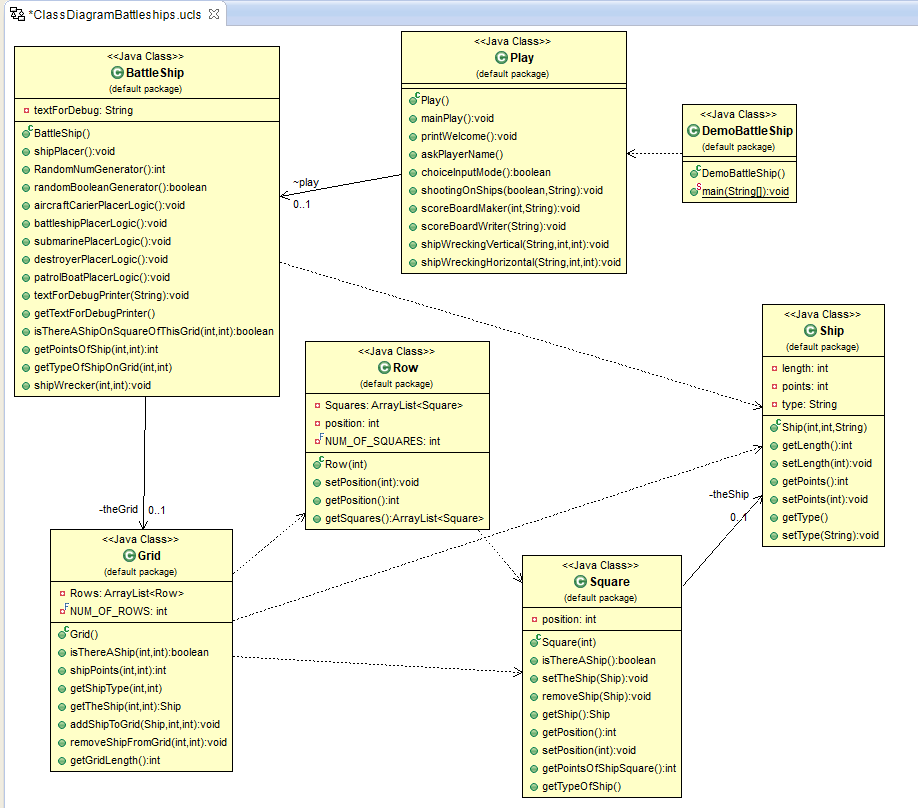 *ClassDiagramBattleships.ucls
<<Java Class>>
BattleShip
(default package)
textForDebug: String
BattleShip()
shipPlacer():void
RandomNumGenerator():int
randomBooleanGenerator():boolean
aircraftCarierPlacerLogic():void
battleshipPlacerLogic():void
submarinePlacerLogic():void
destroyerPlacerLogic():void
patrolBoatPlacerLogic():void
textForDebugPrinter(String):void
getTextForDebugPrinter()
isThereAShipOnSquareOfThisGrid(int,int):boolean
getPointsOfShip(int,int):int
getTypeOfShipOnGrid(int,int)
shipWrecker(int,int):void
~play
0..1
<<Java Class>>
Play
(default package)
Play()
mainPlay():void
printWelcome():void
askPlayerName()
choiceInputMode():boolean
shootingOnShips(boolean,String):void
scoreBoardMaker(int,String):void
scoreBoardWriter(String):void
shipWreckingVertical(String,int,int):void
shipWreckingHorizontal(String,int,int):void
<<Java Class>>
DemoBattleShip
(default package)
DemoBattleShip()
main(String[]):void
<<Java Class>>
Ship
(default package)
length: int
points: int
type: String
Ship(int,int,String)
getLength():int
setLength(int):void
getPoints():int
setPoints(int):void
getType()
setType(String):void
<<Java Class>>
Row
(default package)
Squares: ArrayList<Square>
position: int
NUM_OF_SQUARES: int
Row(int)
setPosition(int):void
getPosition():int
getSquares():ArrayList<Square>
-theGrid
0..1
-theShip
0..1
<<Java Class>>
Grid
(default package)
Rows: ArrayList<Row>
NUM_OF_ROWS: int
Grid()
isThereAShip(int,int):boolean
shipPoints(int,int):int
getShipType(int,int)
getTheShip(int,int):Ship
addShipToGrid(Ship,int,int):void
removeShipFromGrid(int,int):void
getGridLength():int
<<Java Class>>
Square
(default package)
position: int
Square(int)
isThereAShip():boolean
setTheShip(Ship):void
removeShip(Ship):void
getShip():Ship
getPosition():int
setPosition(int):void
getPointsOfShipSquare():int
getTypeOfShip()